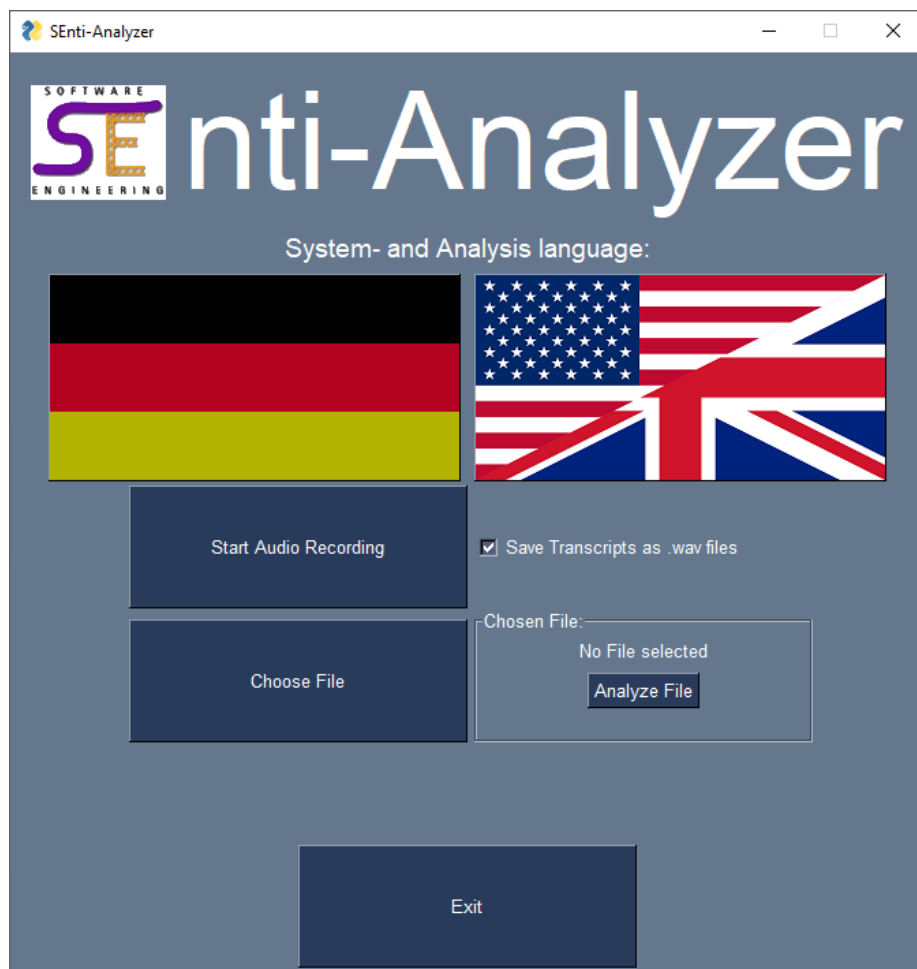 SEnti-Analyzer
SOFTWARE
SE
ENGINEERING
nti-Analyzer
System- and Analysis language:
Start Audio Recording
Save Transcripts as .wav files
Choose File
Chosen File:
No File selected
Analyze File
Exit